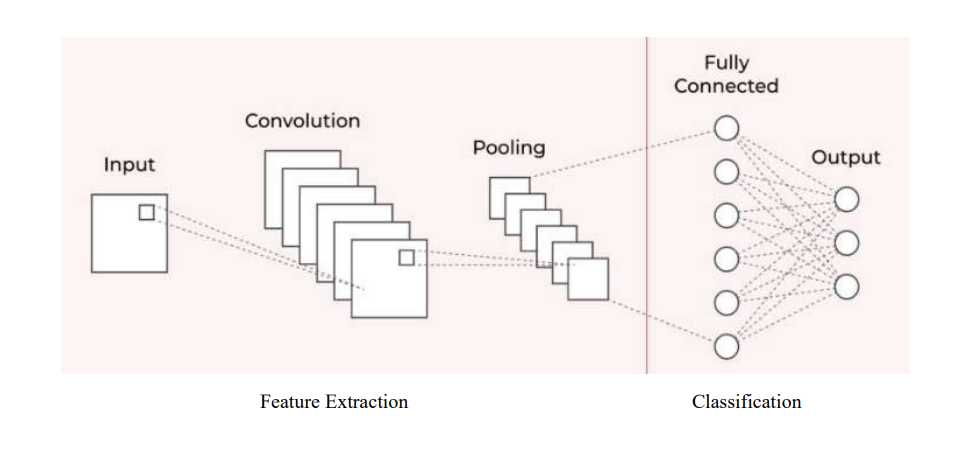 Input
Convolution
Pooling
Fully
Connected
Output
Feature Extraction
Classification